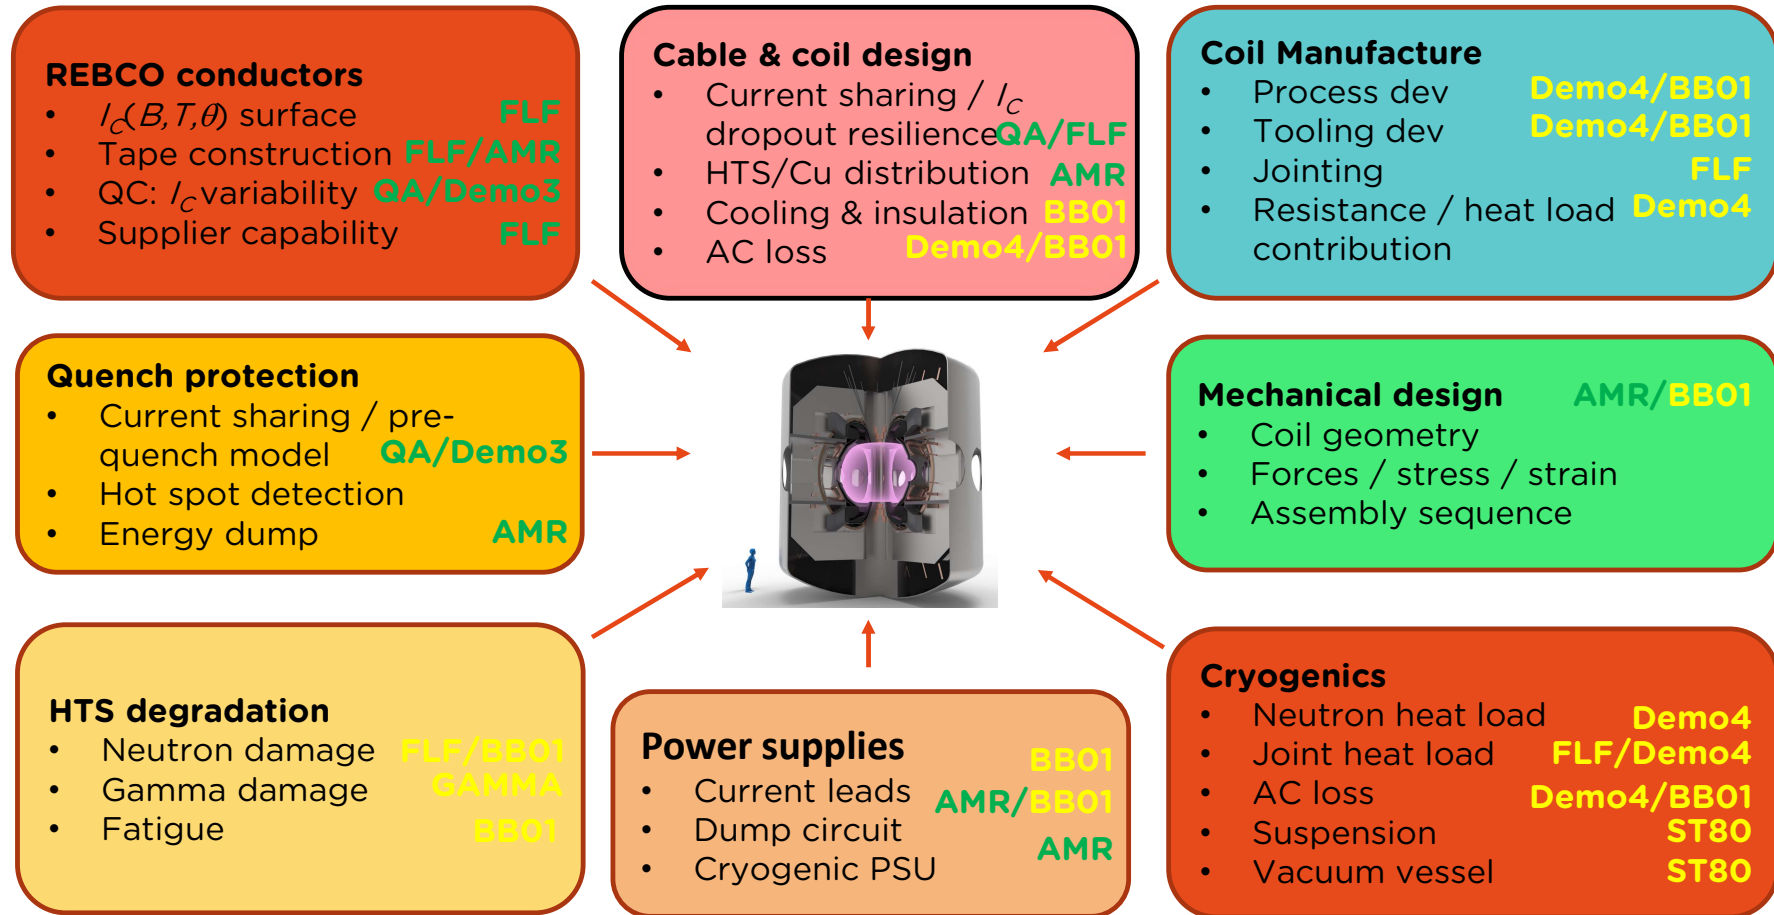 REBCO conductors
• I_C(B,T,θ) surface FLF
• Tape construction FLF/AMR
• QC: I_C variability QA/Demo3
• Supplier capability FLF
Cable & coil design
• Current sharing / I_C
dropout resilience QA/FLF
• HTS/Cu distribution AMR
• Cooling & insulation BB01
• AC loss Demo4/BB01
Coil Manufacture
• Process dev Demo4/BB01
• Tooling dev Demo4/BB01
• Jointing FLF
• Resistance / heat load Demo4
contribution
Quench protection
• Current sharing / pre-
quench model QA/Demo3
• Hot spot detection
• Energy dump AMR
Mechanical design AMR/BB01
• Coil geometry
• Forces / stress / strain
• Assembly sequence
HTS degradation
• Neutron damage FLF/BB01
• Gamma damage GAMMA
• Fatigue BB01
Power supplies BB01
• Current leads AMR/BB01
• Dump circuit
• Cryogenic PSU AMR
Cryogenics
• Neutron heat load Demo4
• Joint heat load FLF/Demo4
• AC loss Demo4/BB01
• Suspension ST80
• Vacuum vessel ST80